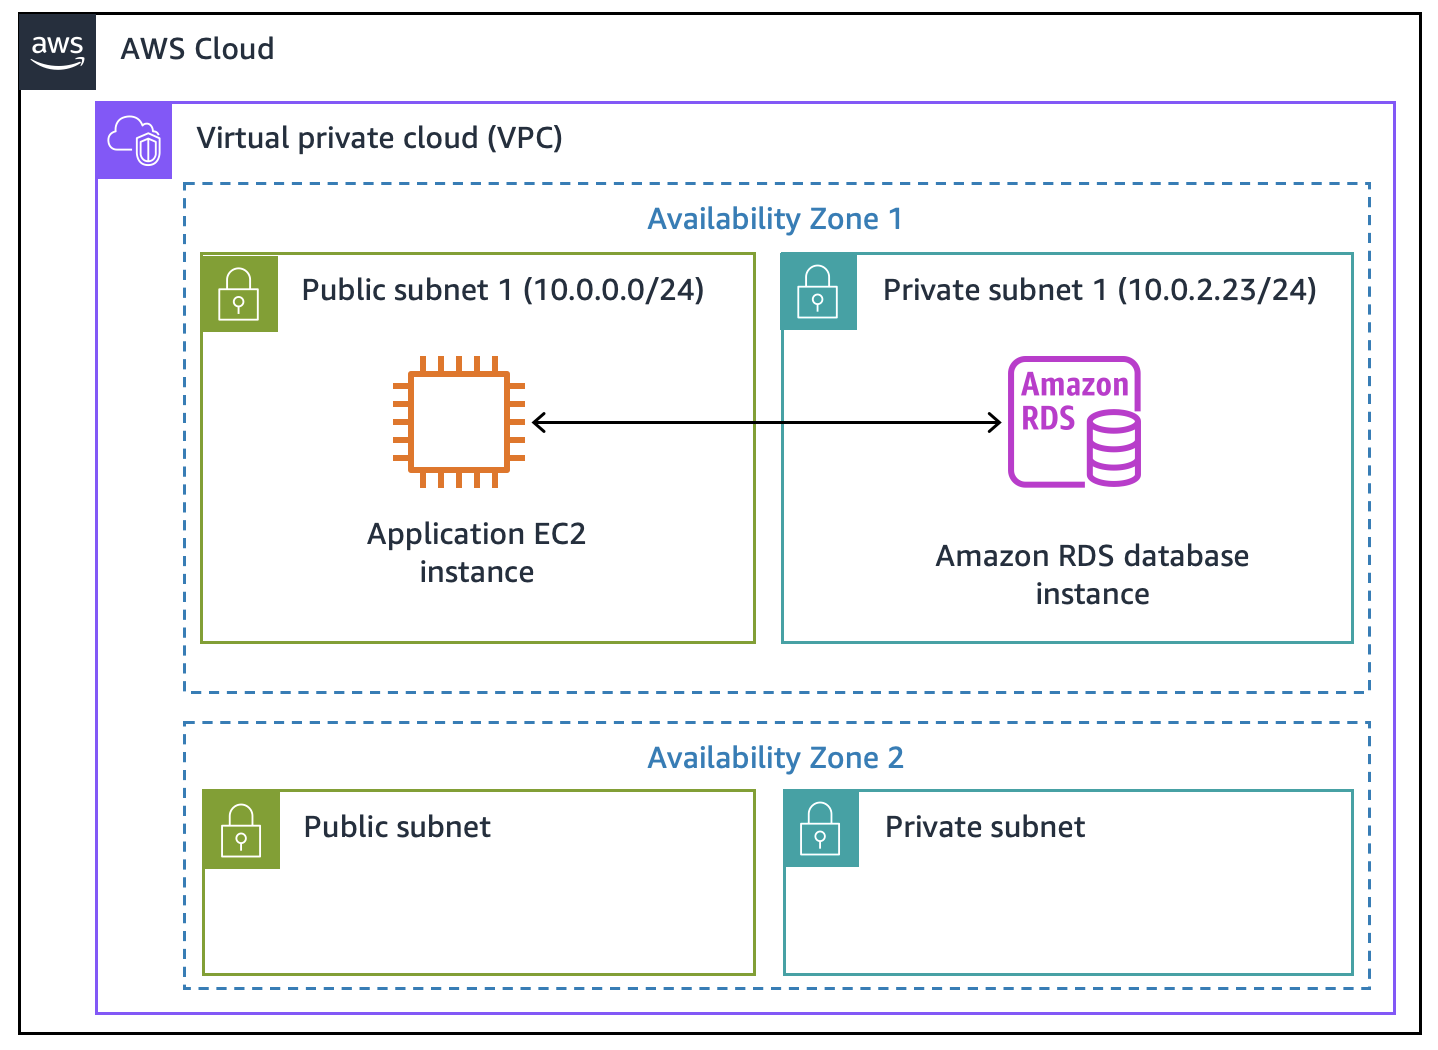 aws
AWS Cloud
Virtual private cloud (VPC)
Availability Zone 1
Public subnet 1 (10.0.0.0/24)
Private subnet 1 (10.0.2.23/24)
Amazon
RDS
Application EC2
instance
Amazon RDS database
instance
Availability Zone 2
Public subnet
Private subnet